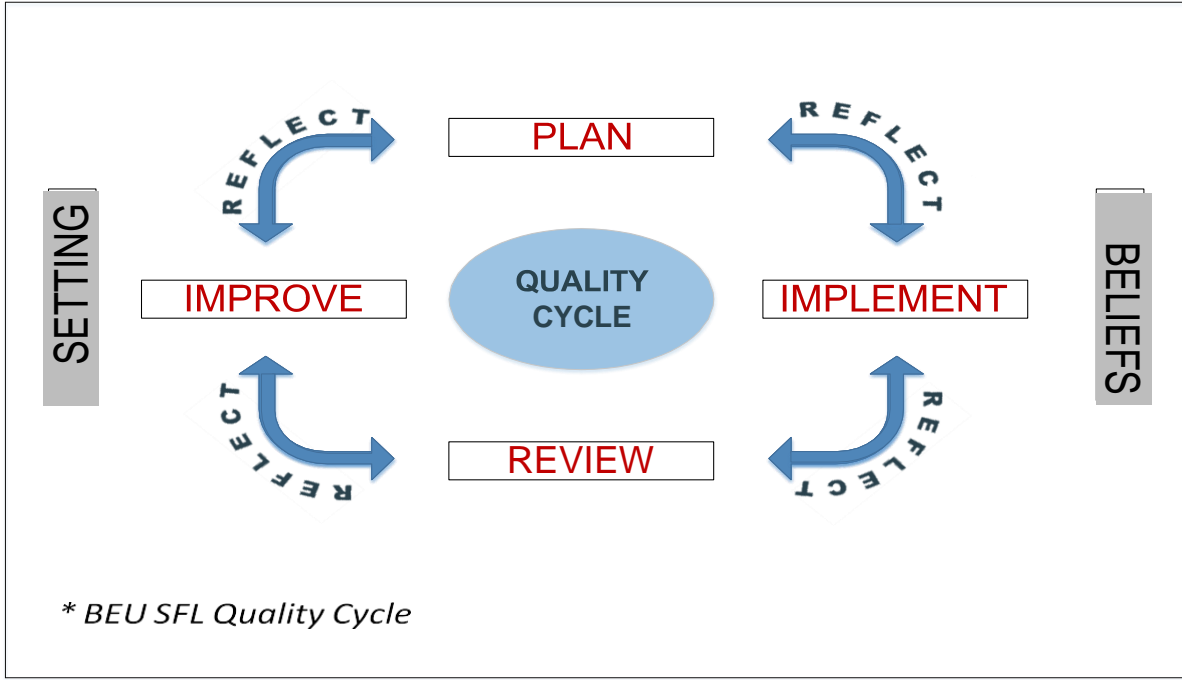 REFLECT
PLAN
REFLECT
SETTING
IMPROVE
QUALITY
CYCLE
IMPLEMENT
BELIEFS
REFLECT
REVIEW
REFLECT
* BEU SFL Quality Cycle